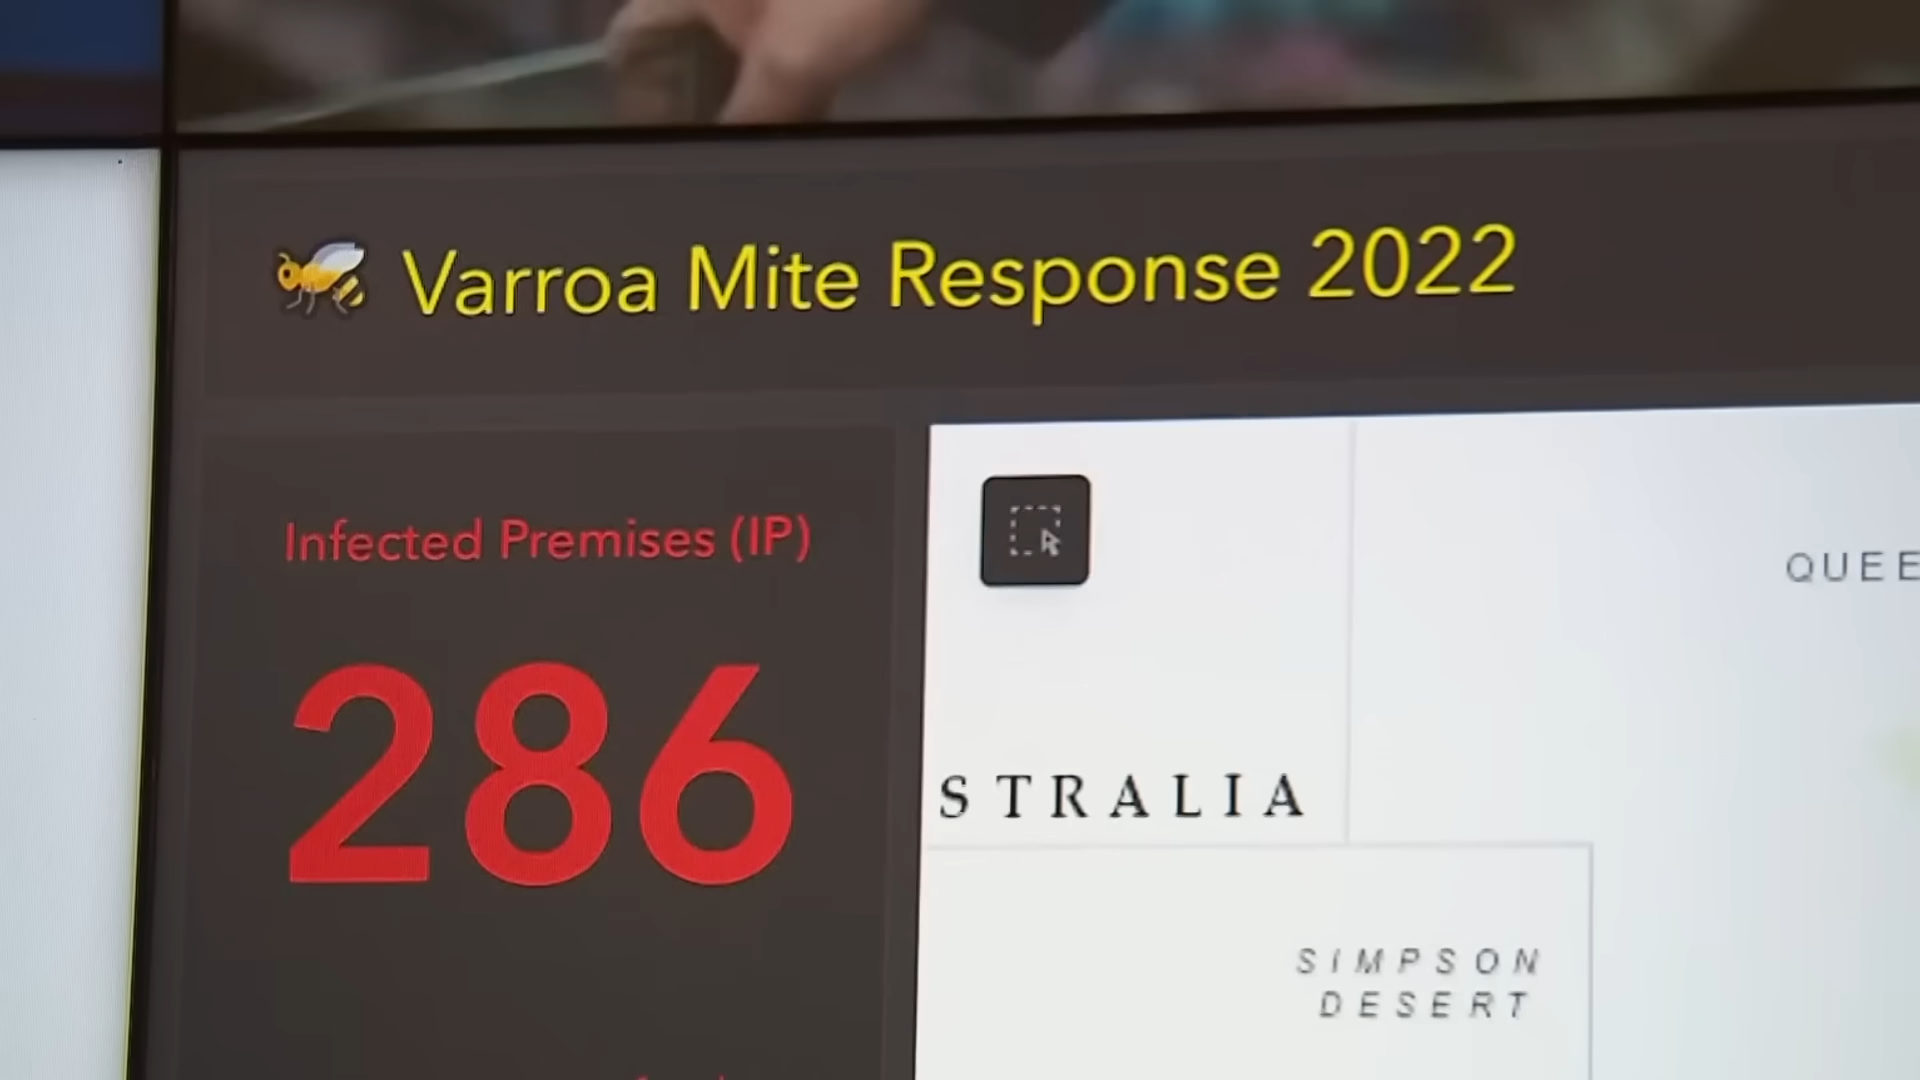 Varroa Mite Response 2022
Infected Premises (IP)
286
QUEE
STRALIA
SIMPSON
DESERT